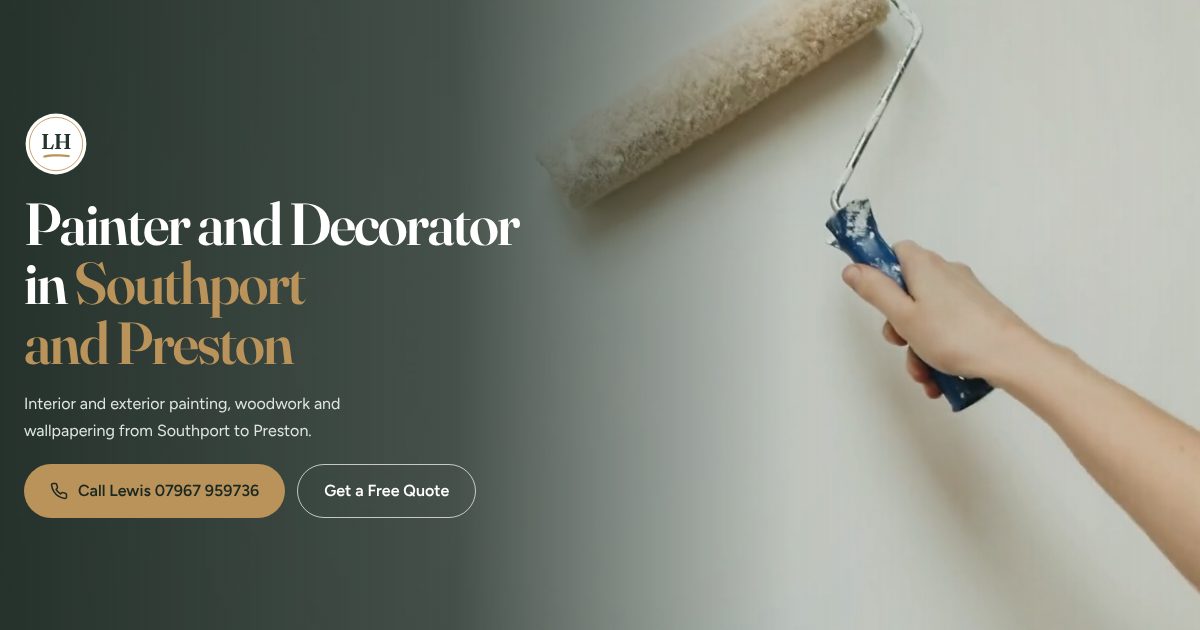 LH
Painter and Decorator
in Southport
and Preston
Interior and exterior painting, woodwork and
wallpapering from Southport to Preston.
Call Lewis 07967 959736
Get a Free Quote